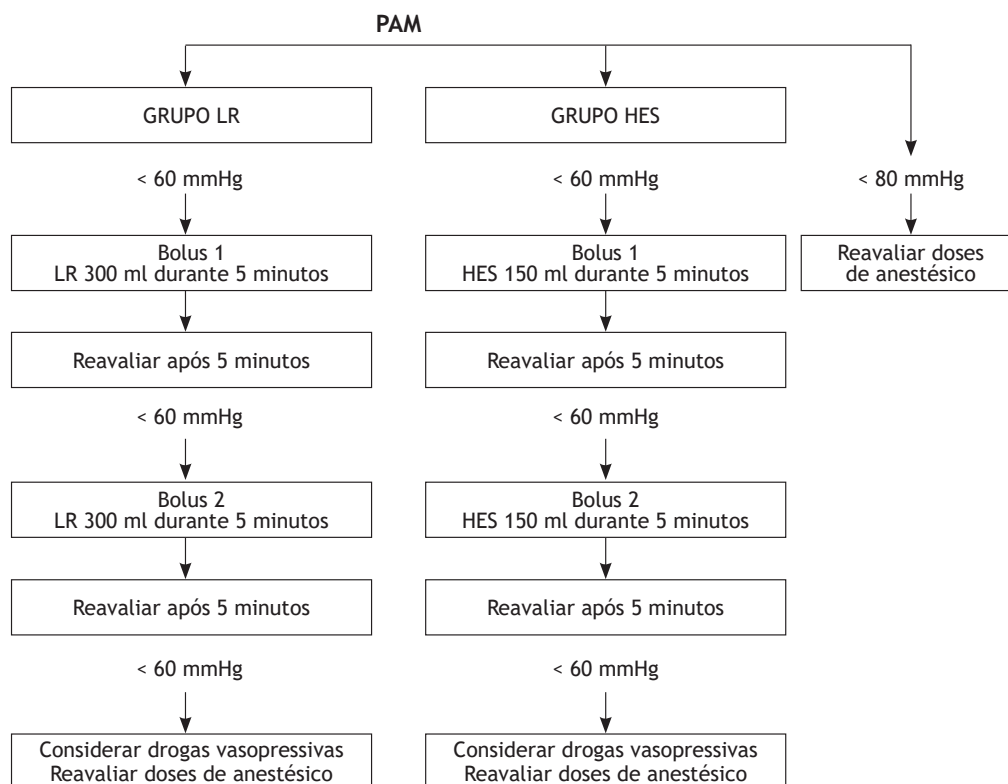 PAM
GRUPO LR
GRUPO HES
< 60 mmHg
< 60 mmHg
< 80 mmHg
Bolus 1
LR 300 ml durante 5 minutos
Bolus 1
HES 150 ml durante 5 minutos
Reavaliar doses
de anestésico
Reavaliar após 5 minutos
Reavaliar após 5 minutos
< 60 mmHg
< 60 mmHg
Bolus 2
LR 300 ml durante 5 minutos
Bolus 2
HES 150 ml durante 5 minutos
Reavaliar após 5 minutos
Reavaliar após 5 minutos
< 60 mmHg
< 60 mmHg
Considerar drogas vasopressivas
Reavaliar doses de anestésico
Considerar drogas vasopressivas
Reavaliar doses de anestésico